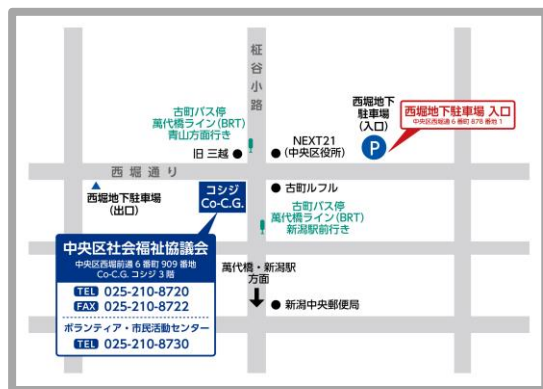 柾谷小路
古町バス停
萬代橋ライン(BRT)
青山方面行き
旧 三越
NEXT21
(中央区役所)
西堀地下
駐車場
(入口)
P
西堀地下駐車場 入口
中央区西堀通 6 番町 878 番地 1
西堀通り
西堀地下駐車場
(出口)
コシジ
Co-C.G.
古町ルフル
古町バス停
萬代橋ライン(BRT)
新潟駅前行き
中央区社会福祉協議会
中央区西堀前通 6 番町 909 番地
Co-C.G. コシジ 3 階
TEL 025-210-8720
FAX 025-210-8722
ボランティア・市民活動センター
TEL 025-210-8730
萬代橋・新潟駅
方面
新潟中央郵便局